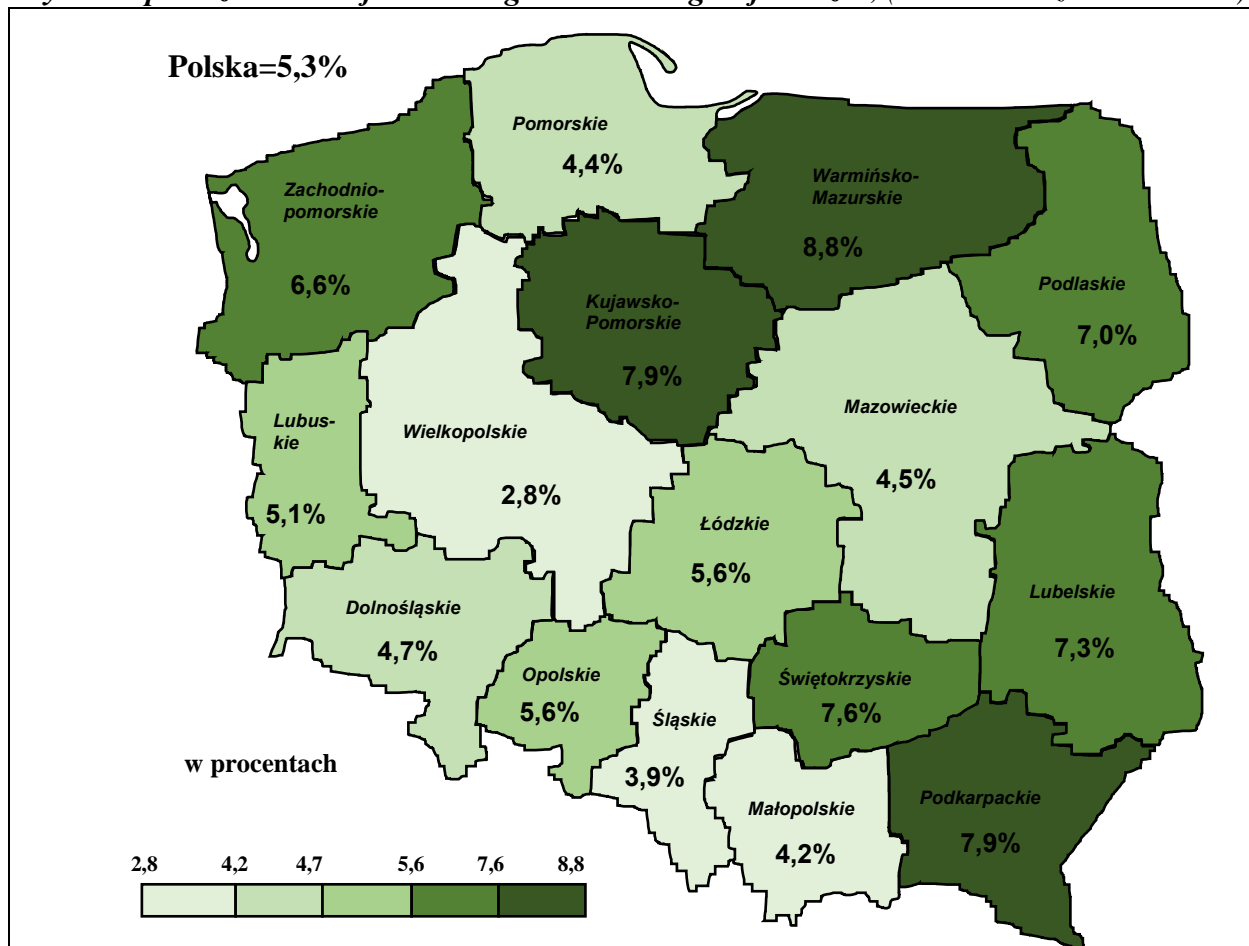 Polska=5,3%
Pomorskie
4,4%
Warmińsko-
Mazurskie
8,8%
Zachodnio-
pomorskie
6,6%
Podlaskie
7,0%
Kujawsko-
Pomorskie
7,9%
Mazowieckie
4,5%
Lubus-
kie
5,1%
Wielkopolskie
2,8%
Łódzkie
5,6%
Lubelskie
7,3%
Dolnośląskie
4,7%
Opolskie
5,6%
Śląskie
3,9%
Świętokrzyskie
7,6%
Małopolskie
4,2%
Podkarpackie
7,9%
w procentach
2,8 4,2 4,7 5,6 7,6 8,8